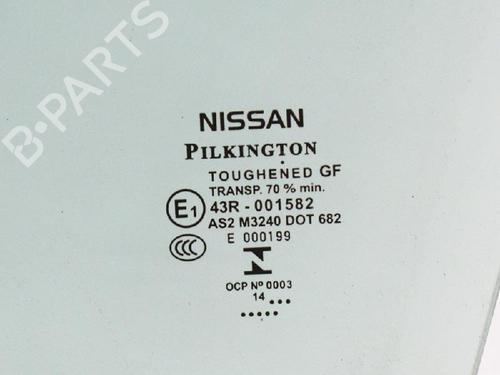 B-PARTS
NISSAN
PILKINGTON
TOUGHENED GF
TRANSP. 70 % min.
E1 43R - 001582
AS2 M3240 DOT 682
E 000199
CCC
OCP Nº 0003
14